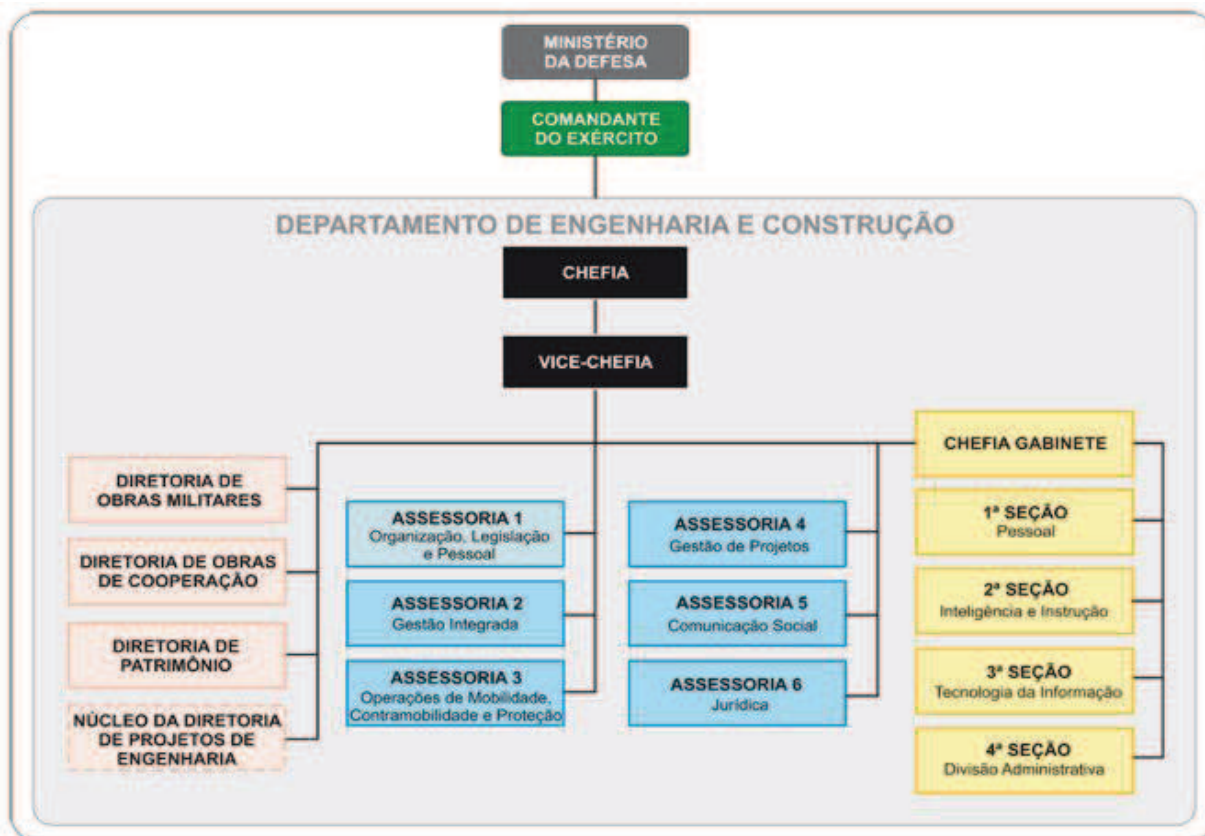 MINISTÉRIO
DA DEFESA
COMANDANTE
DO EXÉRCITO
DEPARTAMENTO DE ENGENHARIA E CONSTRUÇÃO
CHEFIA
VICE-CHEFIA
DIRETORIA DE
OBRAS MILITARES
DIRETORIA DE OBRAS
DE COOPERAÇÃO
DIRETORIA DE
PATRIMÔNIO
NÚCLEO DA DIRETORIA
DE PROJETOS DE
ENGENHARIA
ASSESSORIA 1
Organização, Legislação
e Pessoal
ASSESSORIA 2
Gestão Integrada
ASSESSORIA 3
Operações de Mobilidade,
Contramobilidade e Proteção
ASSESSORIA 4
Gestão de Projetos
ASSESSORIA 5
Comunicação Social
ASSESSORIA 6
Jurídica
CHEFIA GABINETE
1ª SEÇÃO
Pessoal
2ª SEÇÃO
Inteligência e Instrução
3ª SEÇÃO
Tecnologia da Informação
4ª SEÇÃO
Divisão Administrativa